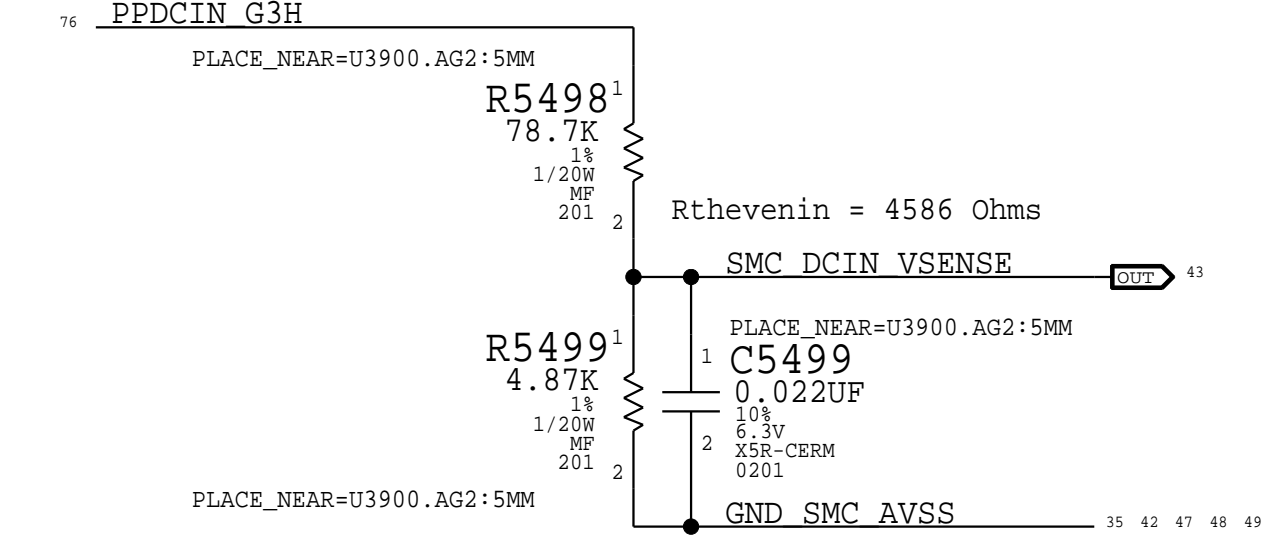 76 PPDCIN_G3H
PLACE_NEAR=U3900.AG2:5MM
R5498 1
78.7K
1%
1/20W
MF
201
2
Rthevenin = 4586 Ohms
SMC_DCIN_VSENSE
OUT 43
PLACE_NEAR=U3900.AG2:5MM
R5499 1
4.87K
1%
1/20W
MF
201
2
1 C5499
0.022UF
10%
6.3V
2
X5R-CERM
0201
PLACE_NEAR=U3900.AG2:5MM
GND_SMC_AVSS
35 42 47 48 49